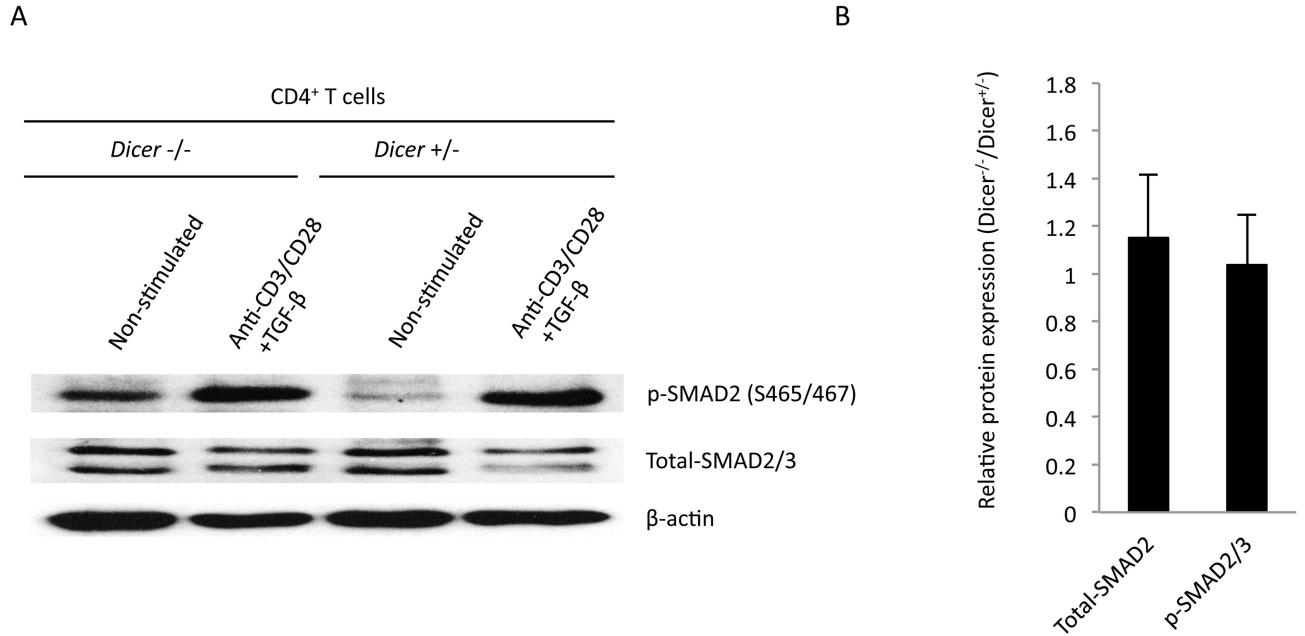 A
B
CD4⁺ T cells
Dicer -/-
Dicer +/-
Non-stimulated
Anti-CD3/CD28
+TGF-β
Non-stimulated
Anti-CD3/CD28
+TGF-β
p-SMAD2 (S465/467)
Total-SMAD2/3
β-actin
Relative protein expression (Dicer⁻/⁻/Dicer⁺/⁻)
1.8
1.6
1.4
1.2
1
0.8
0.6
0.4
0.2
0
Total-SMAD2
p-SMAD2/3